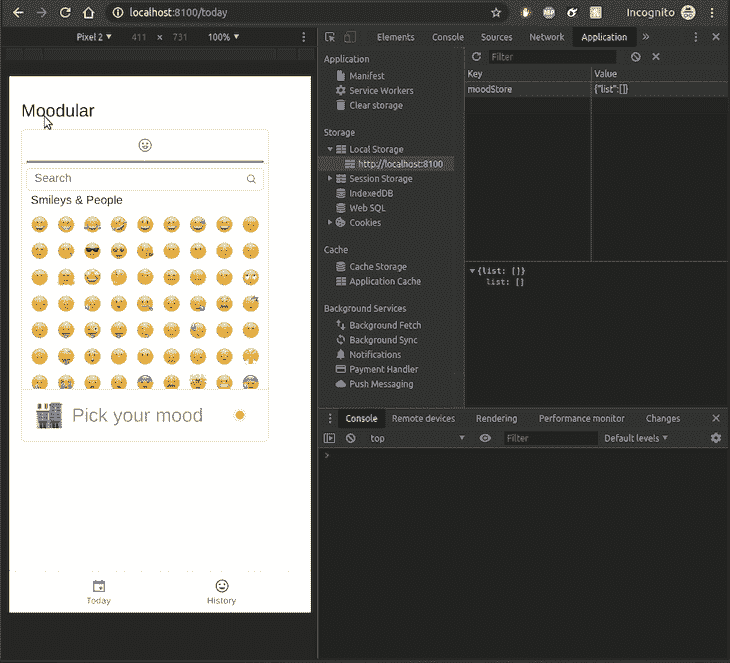 localhost:8100/today
Incognito
Pixel 2 ▼ 411 × 731 100% ▼
Elements Console Sources Network Application »
Moodular
Search
Smileys & People
Pick your mood
Today History
Application
Manifest
Service Workers
Clear storage
Storage
Local Storage
http://localhost:8100
Session Storage
IndexedDB
Web SQL
Cookies
Cache
Cache Storage
Application Cache
Background Services
Background Fetch
Background Sync
Notifications
Payment Handler
Push Messaging
Filter
Key Value
moodStore {"list":[]}
▼{list: []}
list: []
Console Remote devices Rendering Performance monitor Changes
top ▼ Filter Default levels ▼